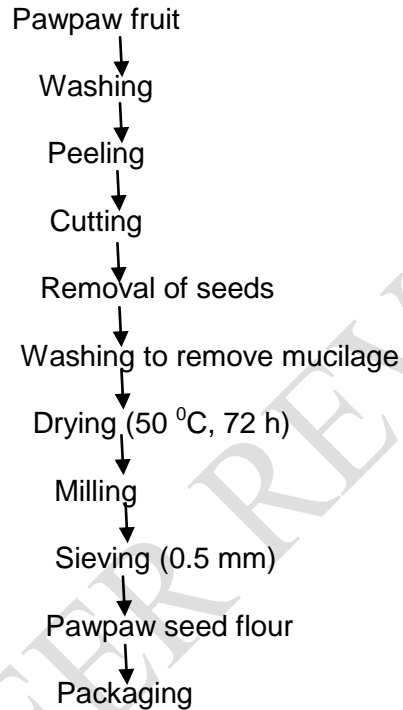 Pawpaw fruit
Washing
Peeling
Cutting
Removal of seeds
Washing to remove mucilage
Drying (50 ⁰C, 72 h)
Milling
Sieving (0.5 mm)
Pawpaw seed flour
Packaging